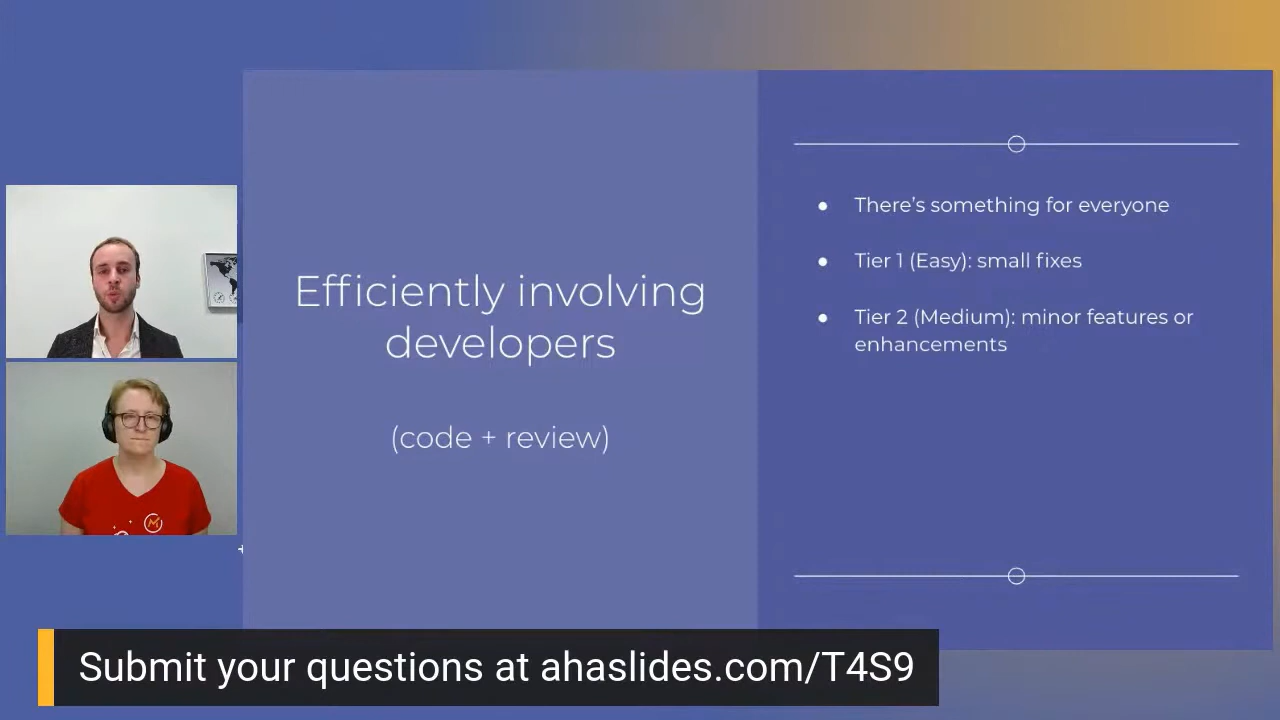 Efficiently involving
developers
(code + review)
● There's something for everyone
● Tier 1 (Easy): small fixes
● Tier 2 (Medium): minor features or
enhancements
Submit your questions at ahaslides.com/T4S9